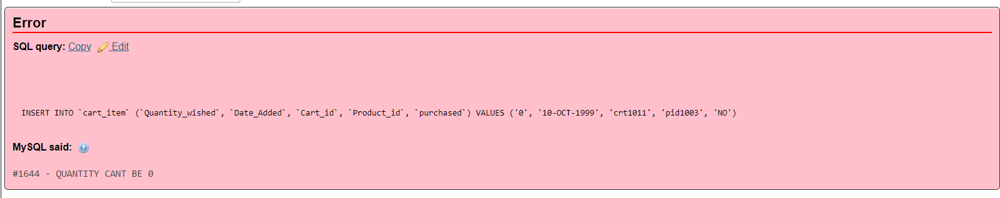 Error
SQL query: Copy Edit
INSERT INTO `cart_item` (`Quantity_wished`, `Date_Added`, `Cart_id`, `Product_id`, `purchased`) VALUES ('0', '10-OCT-1999', 'crt1011', 'pid1003', 'NO')
MySQL said:
#1644 - QUANTITY CANT BE 0